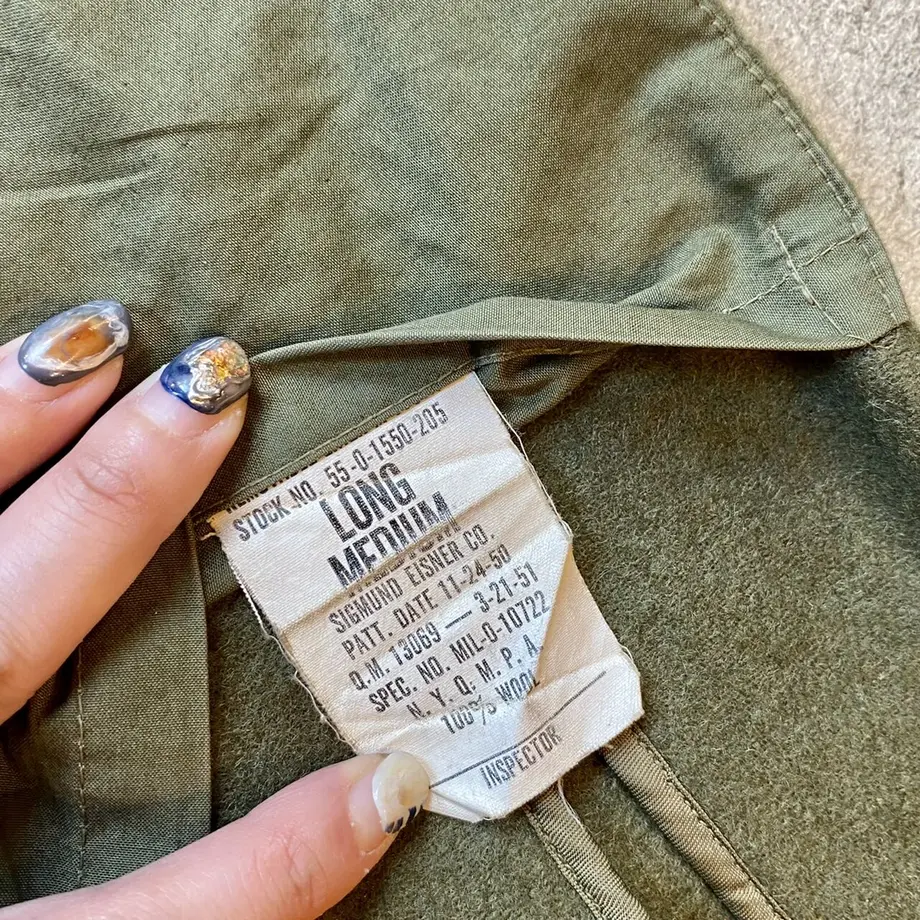 STOCK NO. 55-0-1550-205
LONG
MEDIUM
SIGMUND EISNER CO.
PATT. DATE 11-24-50
Q.M. 13069 — 3-21-51
SPEC. NO. MIL-O-10722
N. Y. Q. M. P. A.
100% WOOL
INSPECTOR